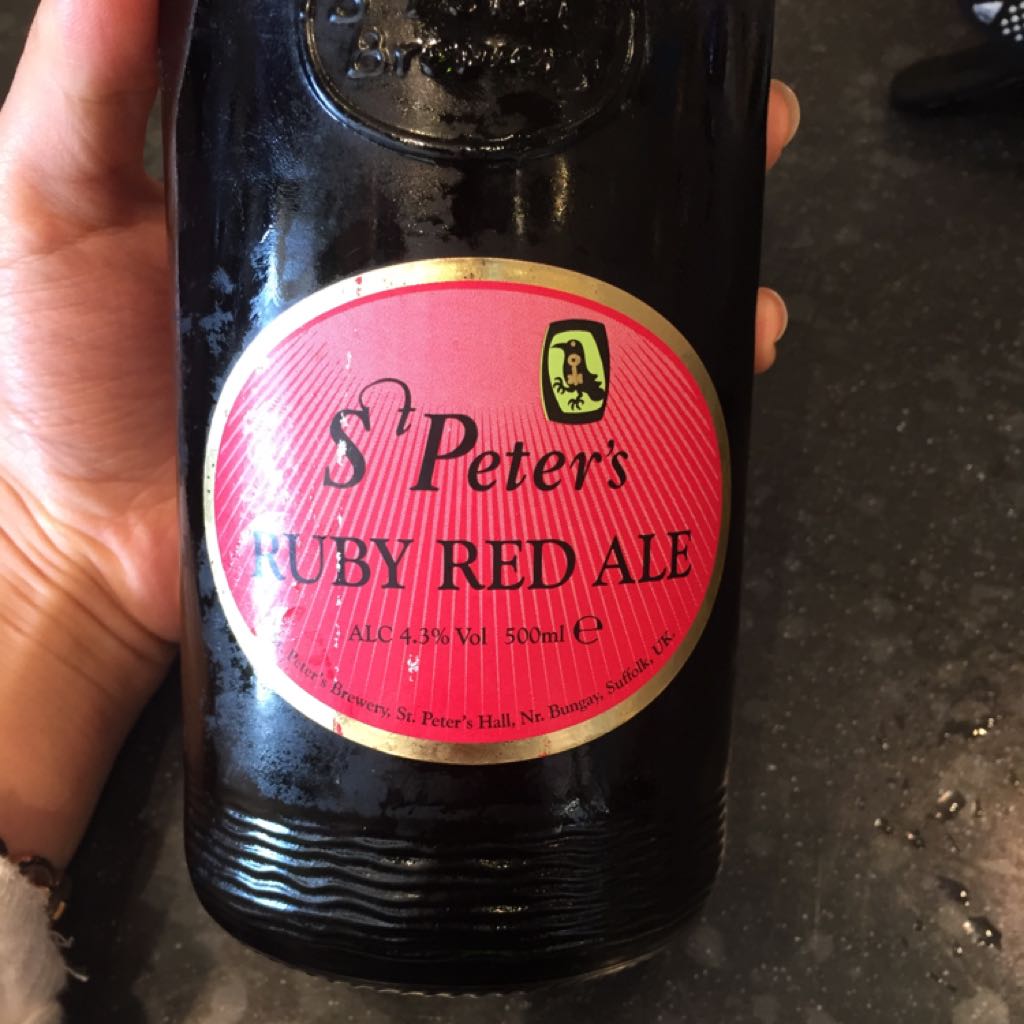 Brewery
St Peter's
RUBY RED ALE
ALC 4.3% Vol 500ml ℮
Peter's Brewery, St. Peter's Hall, Nr. Bungay, Suffolk, UK.